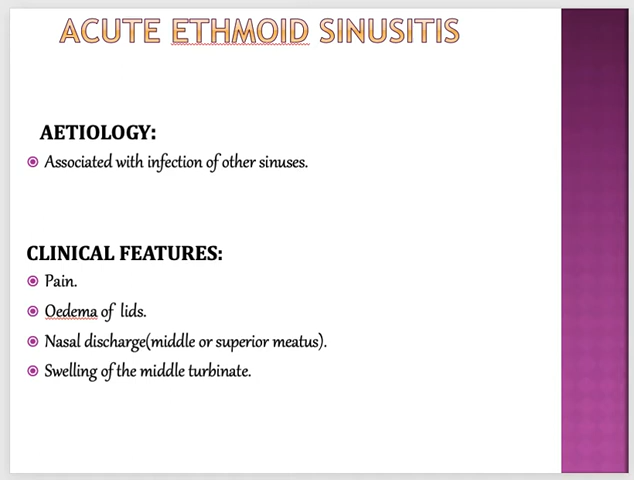 ACUTE ETHMOID SINUSITIS
AETIOLOGY:
Associated with infection of other sinuses.
CLINICAL FEATURES:
Pain.
Oedema of lids.
Nasal discharge(middle or superior meatus).
Swelling of the middle turbinate.